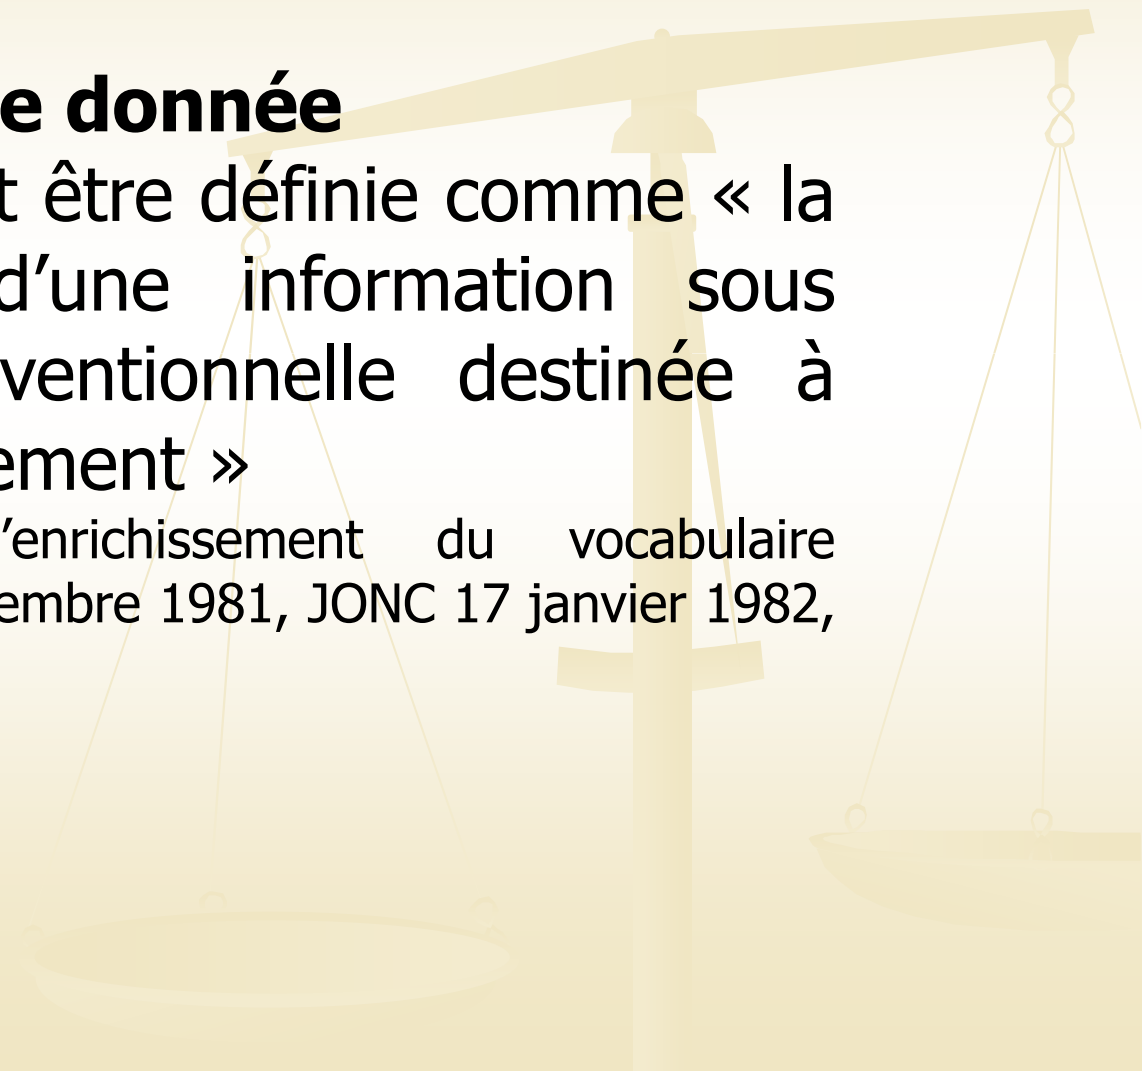 e donnée
t être définie comme « la
d’une information sous
ventionnelle destinée à
ement »
’enrichissement du vocabulaire
embre 1981, JONC 17 janvier 1982,